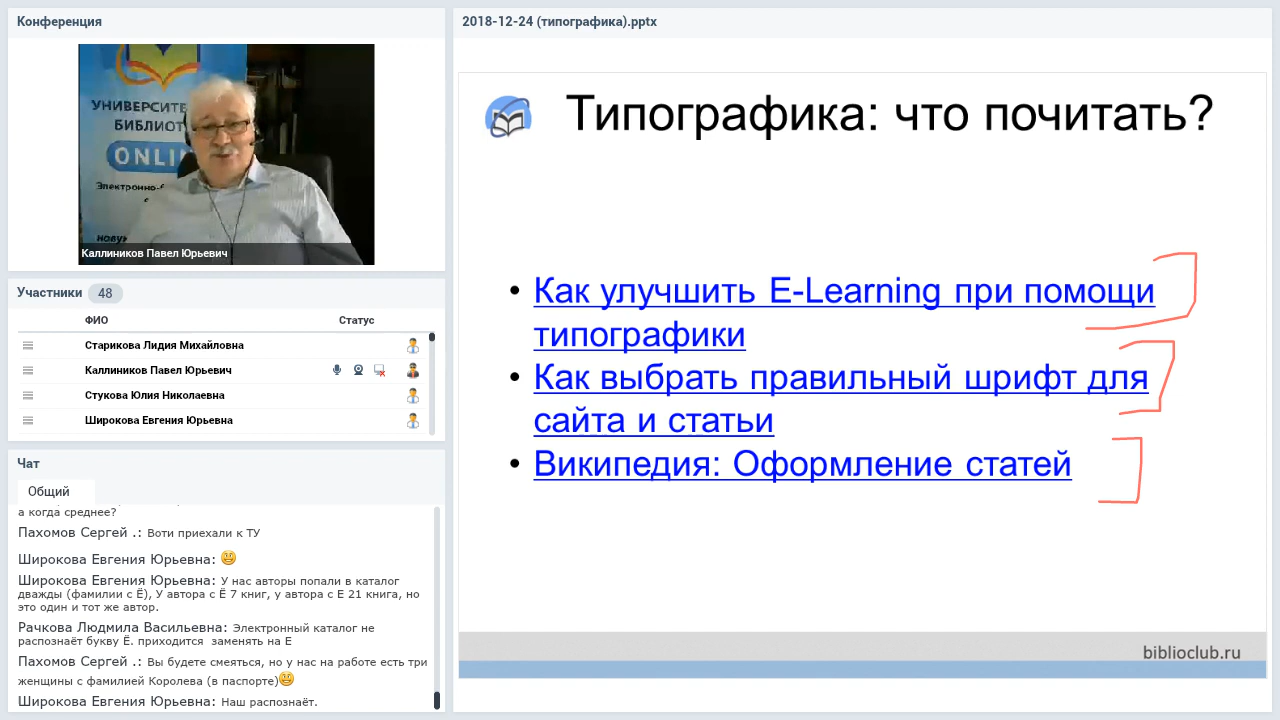 Конференция
УНИВЕРСИТЕ
БИБЛИОТ
ONLIN
Электронно-б
Каллиников Павел Юрьевич
Участники 48
ФИО Статус
Старикова Лидия Михайловна
Каллиников Павел Юрьевич
Стукова Юлия Николаевна
Широкова Евгения Юрьевна
Чат
Общий
а когда среднее?
Пахомов Сергей .: Воти приехали к ТУ
Широкова Евгения Юрьевна:
Широкова Евгения Юрьевна: У нас авторы попали в каталог
дважды (фамилии с Ё), У автора с Ё 7 книг, у автора с Е 21 книга, но
это один и тот же автор.
Рачкова Людмила Васильевна: Электронный каталог не
распознаёт букву Ё. приходится заменять на Е
Пахомов Сергей .: Вы будете смеяться, но у нас на работе есть три
женщины с фамилией Королева (в паспорте)
Широкова Евгения Юрьевна: Наш распознаёт.
2018-12-24 (типографика).pptx
Типографика: что почитать?
• Как улучшить E-Learning при помощи
типографики
• Как выбрать правильный шрифт для
сайта и статьи
• Википедия: Оформление статей
biblioclub.ru